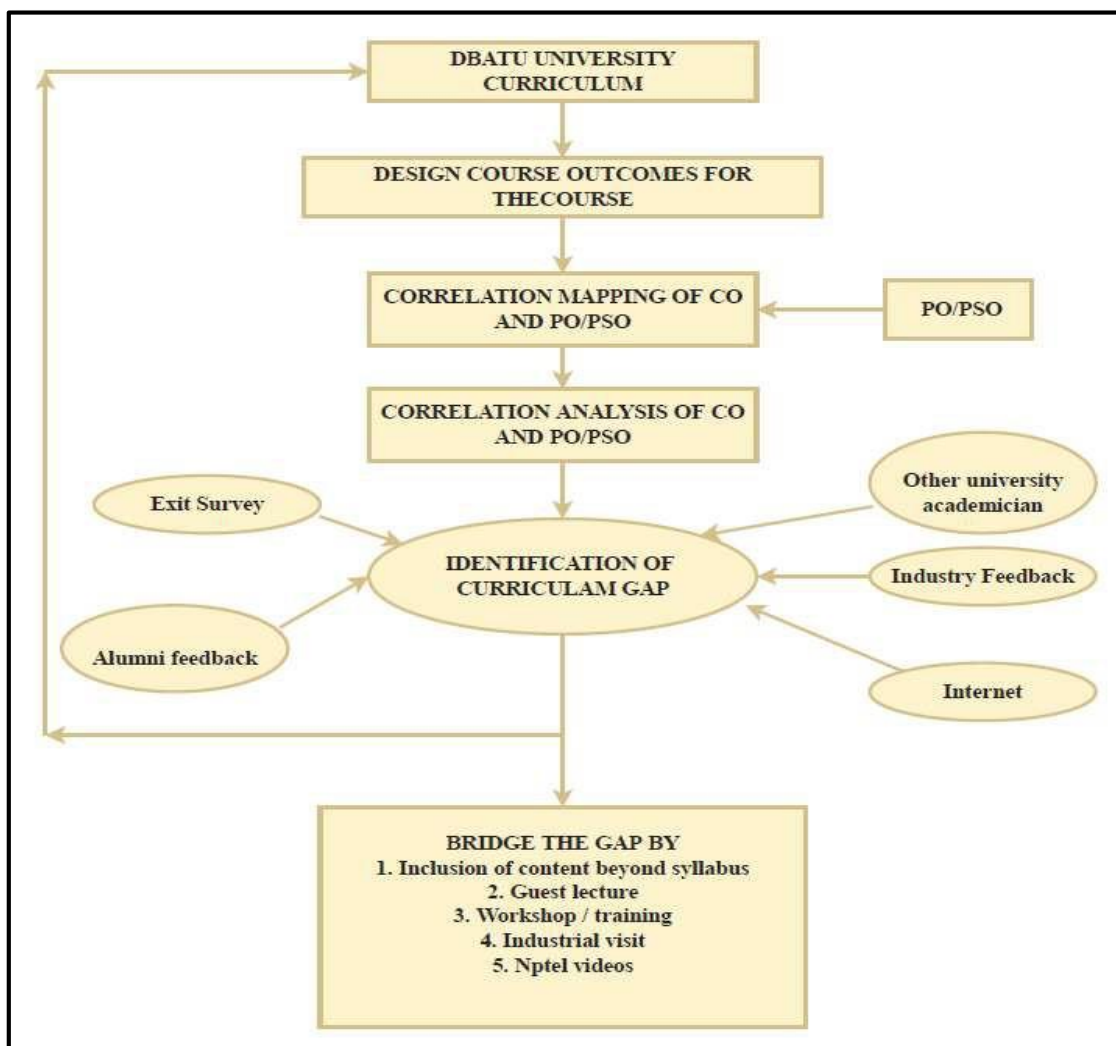 DBATU UNIVERSITY
CURRICULUM
DESIGN COURSE OUTCOMES FOR
THECOURSE
CORRELATION MAPPING OF CO
AND PO/PSO
PO/PSO
CORRELATION ANALYSIS OF CO
AND PO/PSO
Exit Survey
Other university
academician
IDENTIFICATION OF
CURRICULAM GAP
Industry Feedback
Alumni feedback
Internet
BRIDGE THE GAP BY
1. Inclusion of content beyond syllabus
2. Guest lecture
3. Workshop / training
4. Industrial visit
5. Nptel videos